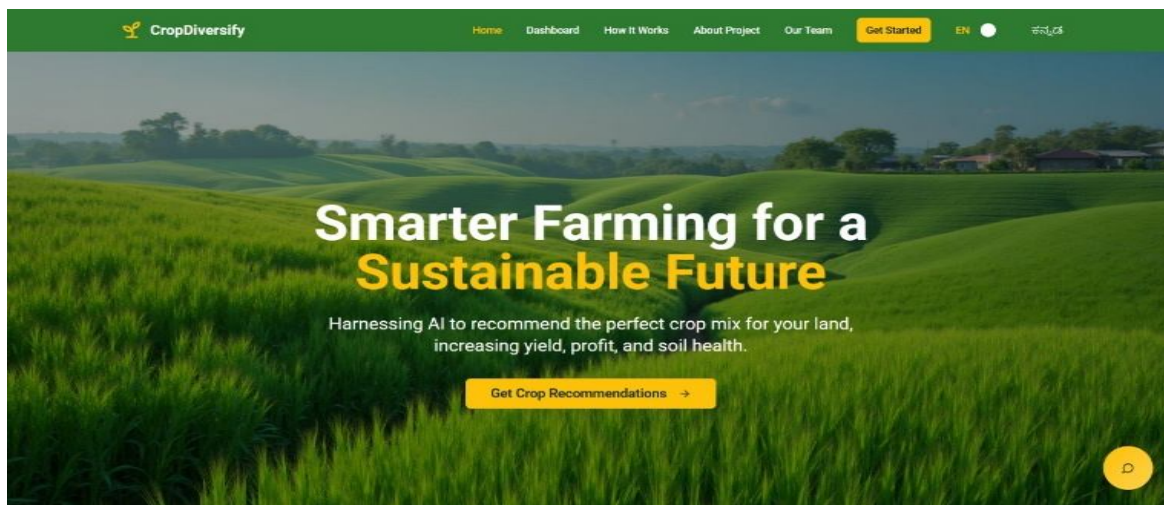 CropDiversify
Home Dashboard How It Works About Project Our Team Get Started EN ಕನ್ನಡ
Smarter Farming for a
Sustainable Future
Harnessing AI to recommend the perfect crop mix for your land,
increasing yield, profit, and soil health.
Get Crop Recommendations →